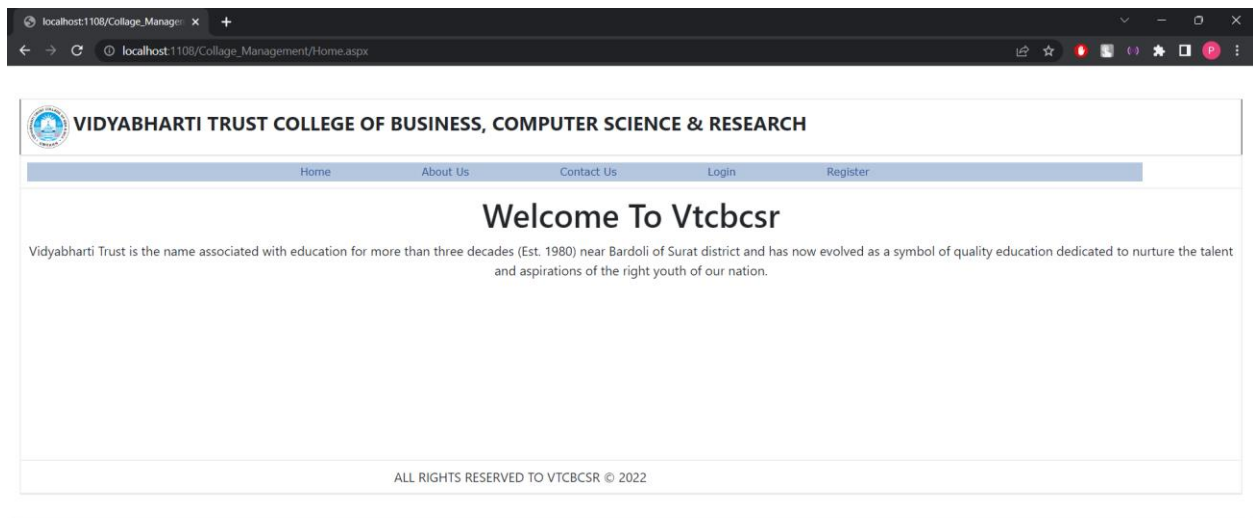 localhost:1108/Collage_Managen
localhost:1108/Collage_Management/Home.aspx
P
VIDYABHARTI TRUST COLLEGE OF BUSINESS, COMPUTER SCIENCE & RESEARCH
Home About Us Contact Us Login Register
Welcome To Vtcbcsr
Vidyabharti Trust is the name associated with education for more than three decades (Est. 1980) near Bardoli of Surat district and has now evolved as a symbol of quality education dedicated to nurture the talent
and aspirations of the right youth of our nation.
ALL RIGHTS RESERVED TO VTCBCSR © 2022